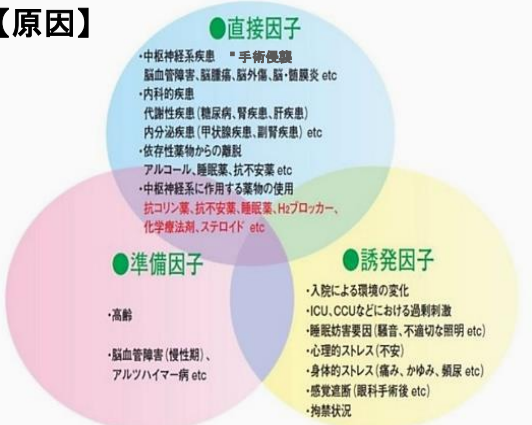 【原因】
●直接因子
・中枢神経系疾患 ▪手術侵襲
脳血管障害、脳腫瘍、脳外傷、脳・髄膜炎 etc
・内科的疾患
代謝性疾患（糖尿病、腎疾患、肝疾患）
内分泌疾患（甲状腺疾患、副腎疾患） etc
・依存性薬物からの離脱
アルコール、睡眠薬、抗不安薬 etc
・中枢神経系に作用する薬物の使用
抗コリン薬、抗不安薬、睡眠薬、H₂ブロッカー、
化学療法剤、ステロイド etc
●準備因子
・高齢
・脳血管障害（慢性期）、
アルツハイマー病 etc
●誘発因子
・入院による環境の変化
・ICU、CCUなどにおける過剰刺激
・睡眠妨害要因（騒音、不適切な照明 etc）
・心理的ストレス（不安）
・身体的ストレス（痛み、かゆみ、頻尿 etc）
・感覚遮断（眼科手術後 etc）
・拘禁状況